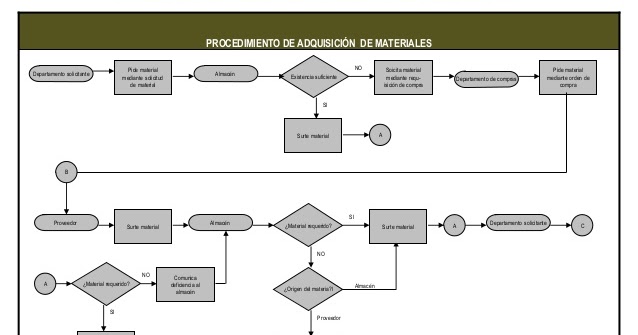 PROCEDIMIENTO DE ADQUISICIÓN DE MATERIALES
Departamento solicitante
Pide material
mediante solicitud
de material
Almacén
Existencia suficiente
NO
Solicita material
mediante requi-
sición de compra
Departamento de compras
Pide material
mediante orden de
compra
SI
Surte material
A
B
Proveedor
Surte material
Almacén
¿Material requerido?
SI
Surte material
A
Departamento solicitante
C
NO
A
¿Material requerido?
NO
Comunica
deficiencia al
almacén
¿Origen del material?
Almacén
SI
Proveedor